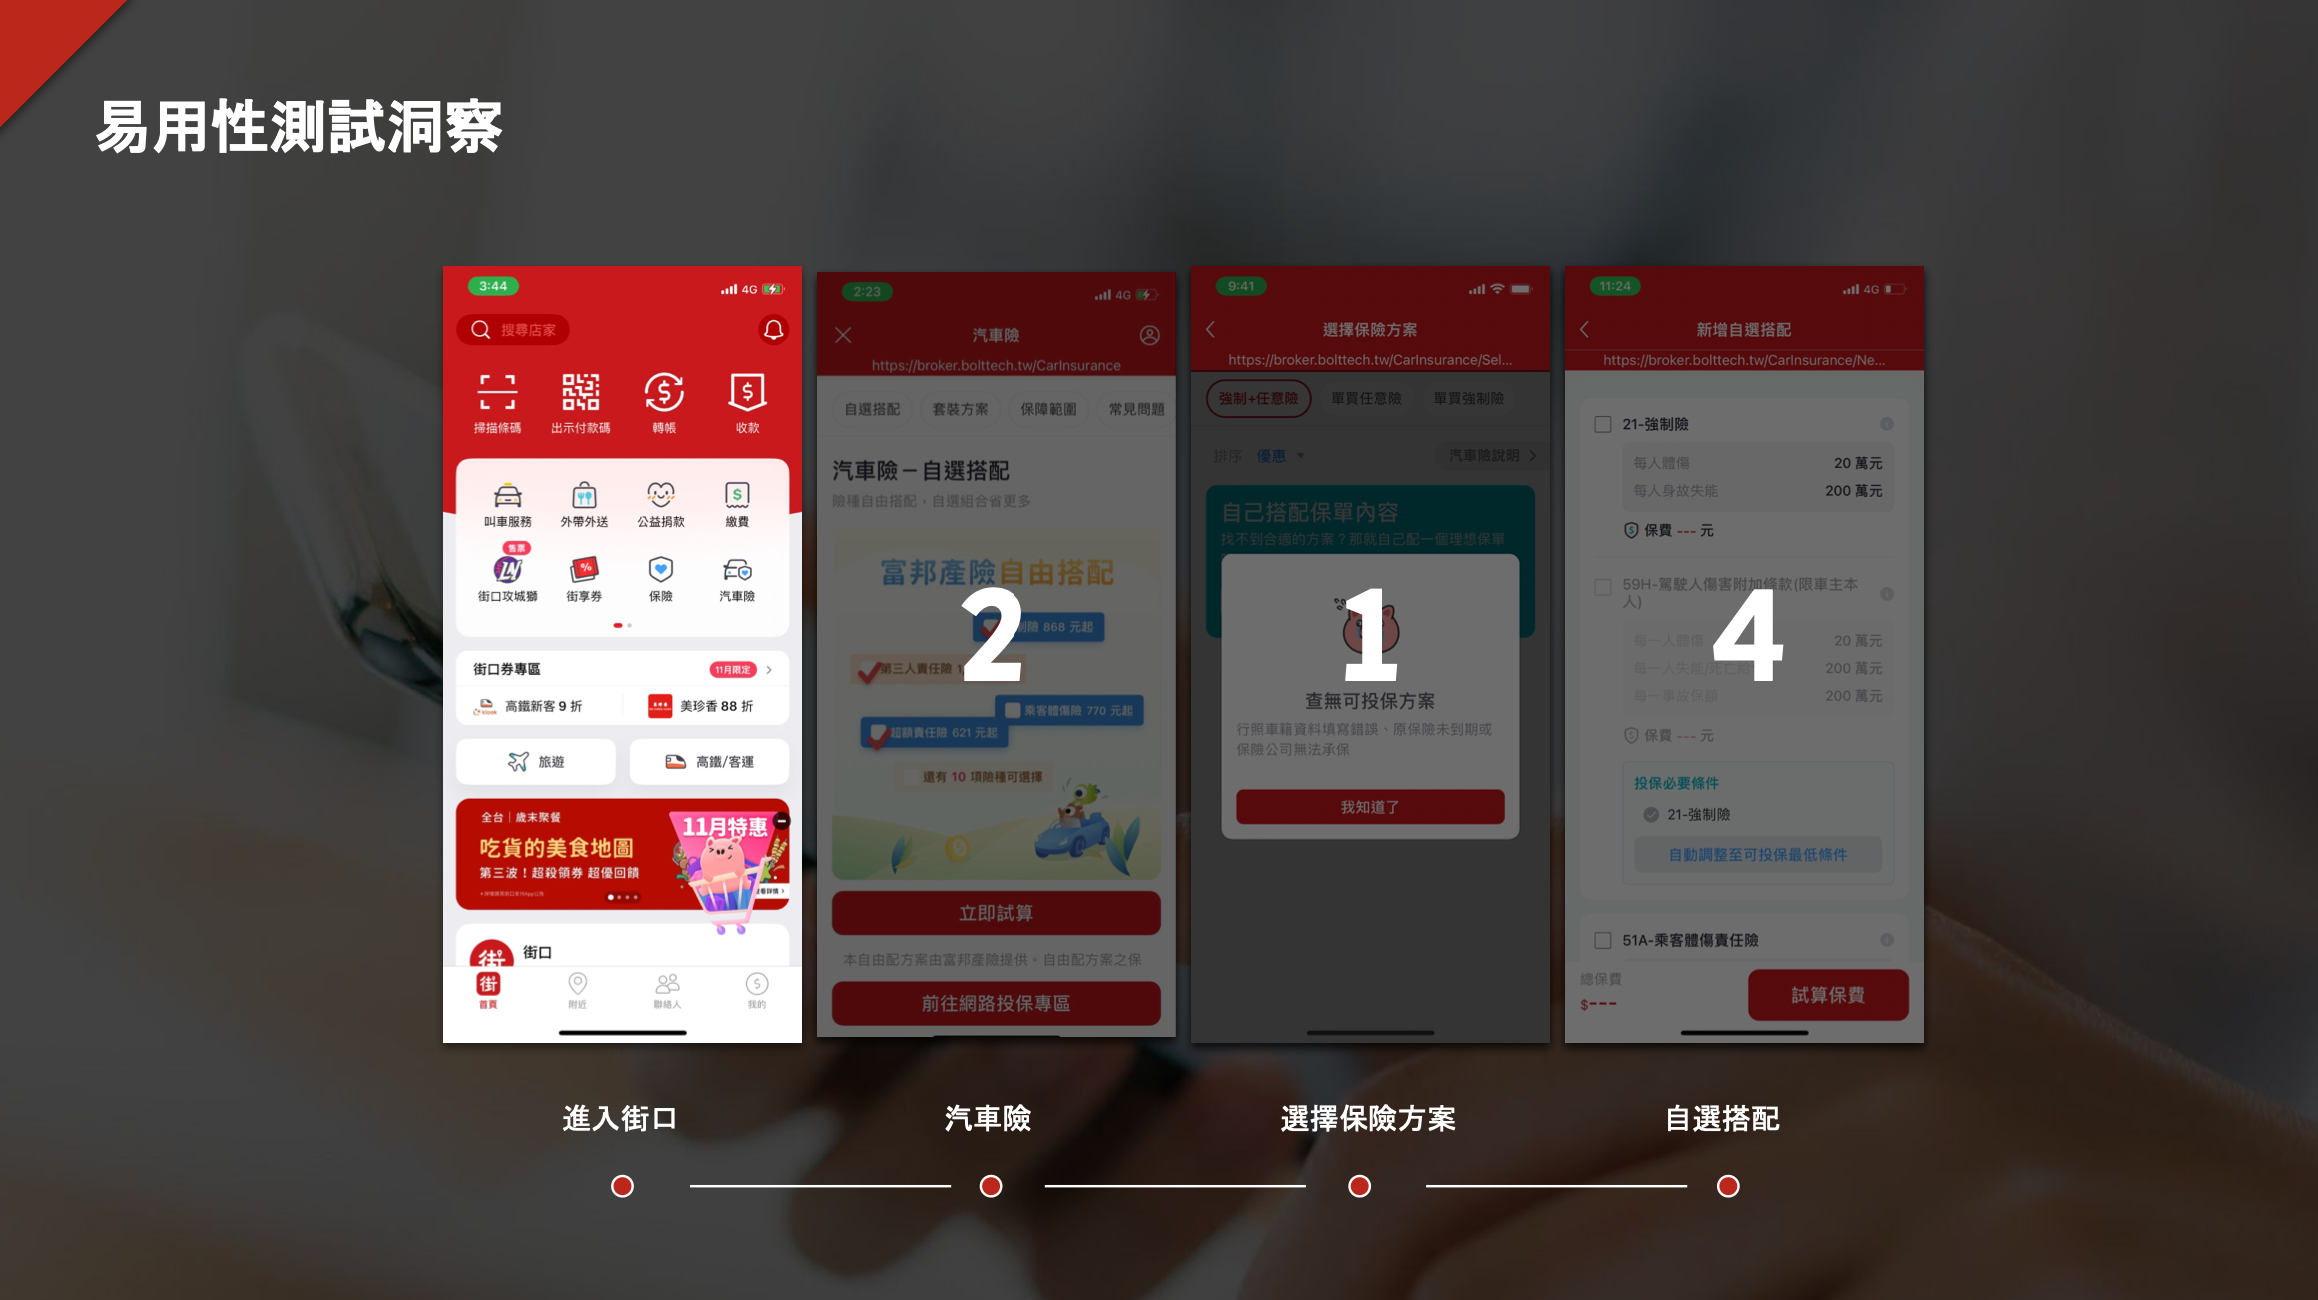 易用性測試洞察
3:44
4G
搜尋店家
掃描條碼
出示付款碼
轉帳
收款
叫車服務
外帶外送
公益捐款
繳費
售票
街口攻城獅
街享券
保險
汽車險
街口券專區
11月限定
klook
高鐵新客 9 折
美珍香 88 折
旅遊
高鐵/客運
全台｜歲末聚餐
吃貨的美食地圖
第三波！超殺領券 超優回饋
11月特惠
街
街口
街
首頁
附近
聯絡人
我的
2:23
4G
汽車險
https://broker.bolttech.tw/CarInsurance
自選搭配
套裝方案
保障範圍
常見問題
汽車險－自選搭配
險種自由搭配，自選組合省更多
富邦產險自由搭配
制險 868 元起
2
第三人責任險 1
乘客體傷險 770 元起
超額責任險 621 元起
還有 10 項險種可選擇
立即試算
本自由配方案由富邦產險提供。自由配方案之保
前往網路投保專區
9:41
選擇保險方案
https://broker.bolttech.tw/CarInsurance/Sel...
強制+任意險
單買任意險
單買強制險
排序
優惠
汽車險說明
自己搭配保單內容
找不到合適的方案？那就自己配一個理想保單
1
查無可投保方案
行照車籍資料填寫錯誤、原保險未到期或
保險公司無法承保
我知道了
11:24
4G
新增自選搭配
https://broker.bolttech.tw/CarInsurance/Ne...
21-強制險
每人體傷
20 萬元
每人身故失能
200 萬元
保費 --- 元
59H-駕駛人傷害附加條款(限車主本
人)
4
每一人體傷
20 萬元
每一人失能/死亡
200 萬元
每一事故保額
200 萬元
保費 --- 元
投保必要條件
21-強制險
自動調整至可投保最低條件
51A-乘客體傷責任險
總保費
$---
試算保費
進入街口
汽車險
選擇保險方案
自選搭配